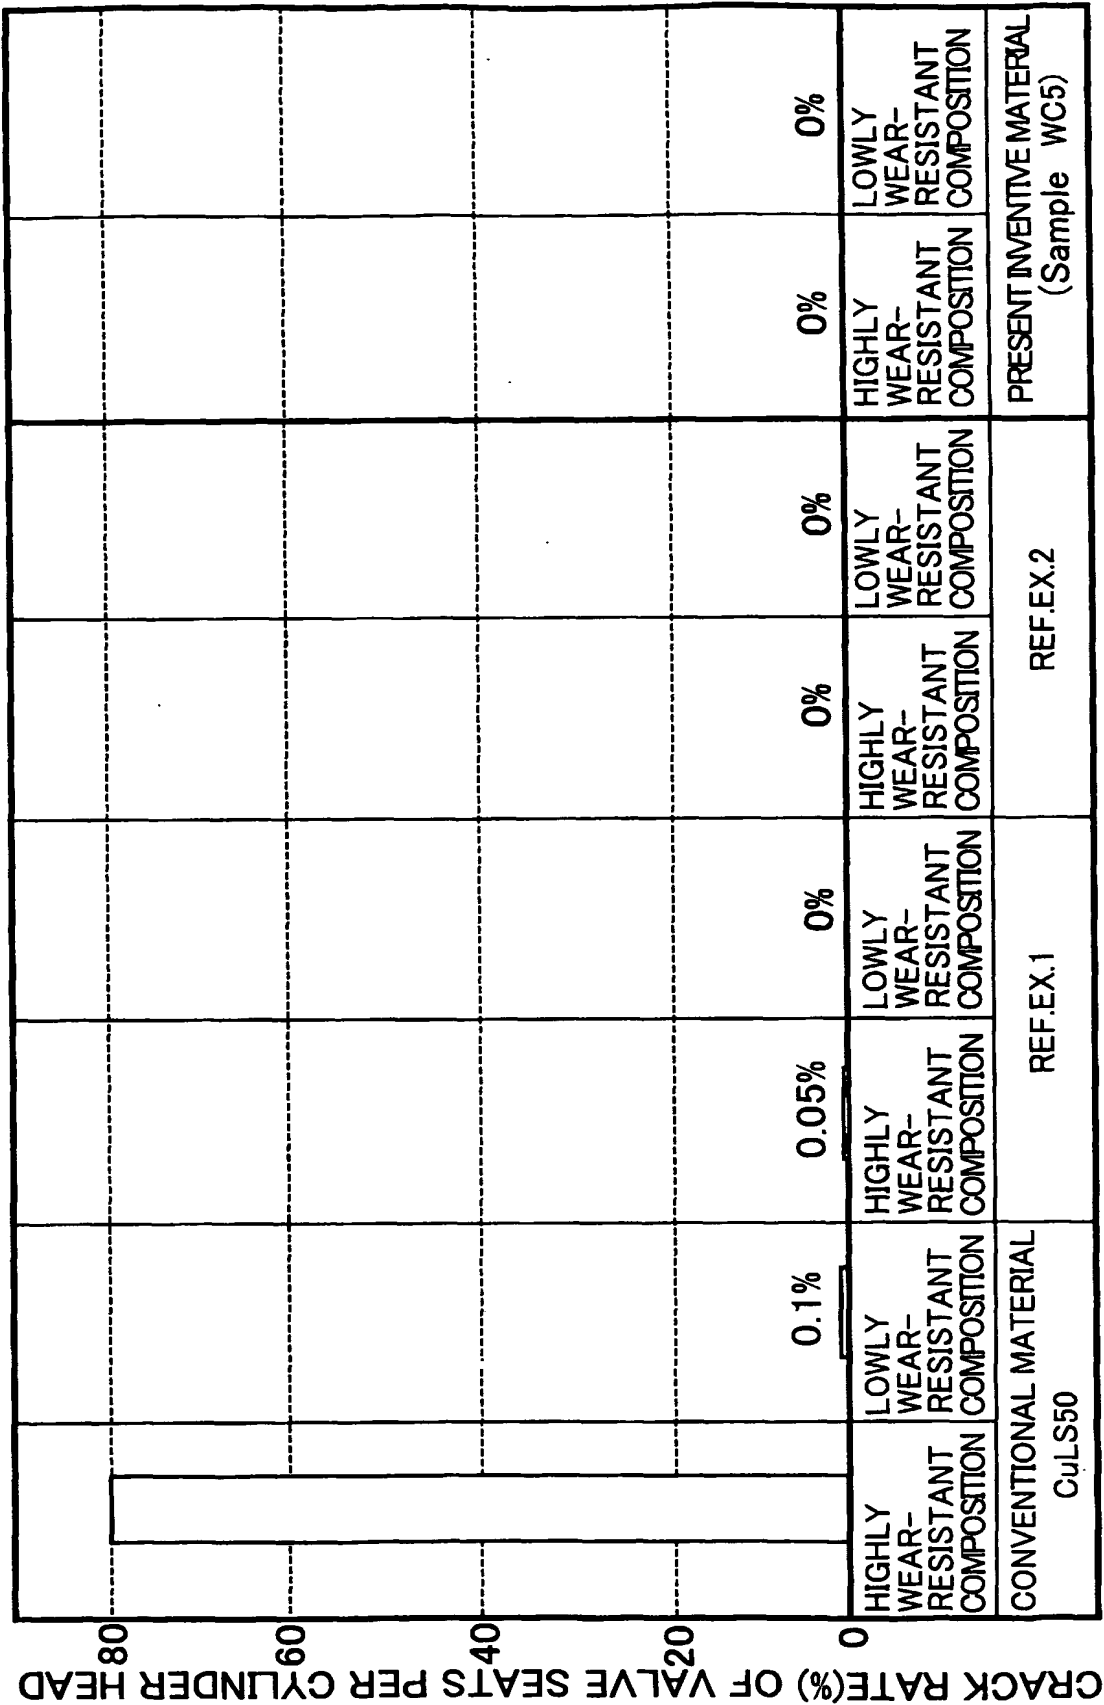 CRACK RATE(%) OF VALVE SEATS PER CYLINDER HEAD
80
60
40
20
0
0.1%
0.05%
0%
0%
0%
0%
0%
HIGHLY
WEAR-
RESISTANT
COMPOSITION
LOWLY
WEAR-
RESISTANT
COMPOSITION
HIGHLY
WEAR-
RESISTANT
COMPOSITION
LOWLY
WEAR-
RESISTANT
COMPOSITION
HIGHLY
WEAR-
RESISTANT
COMPOSITION
LOWLY
WEAR-
RESISTANT
COMPOSITION
HIGHLY
WEAR-
RESISTANT
COMPOSITION
LOWLY
WEAR-
RESISTANT
COMPOSITION
CONVENTIONAL MATERIAL
CuLS50
REF.EX.1
REF.EX.2
PRESENT INVENTIVE MATERIAL
(Sample WC5)